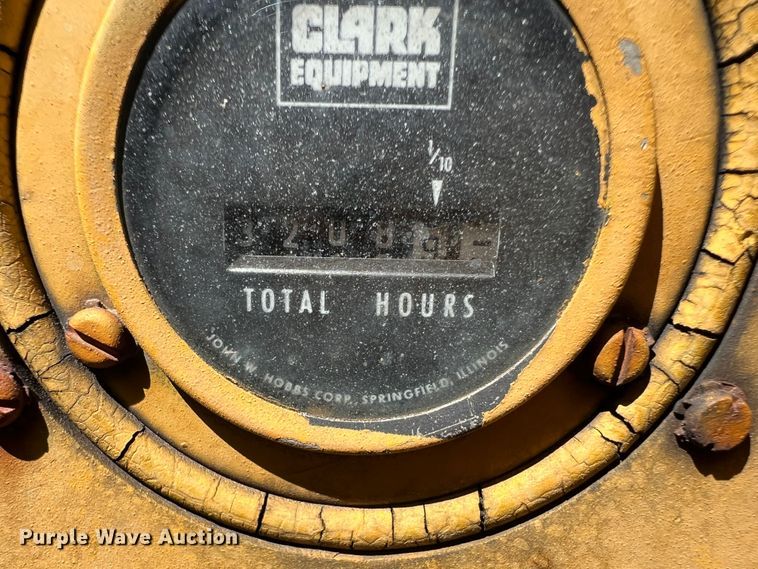 CLARK
EQUIPMENT
1/10
TOTAL HOURS
JOHN W. HOBBS CORP. SPRINGFIELD, ILLINOIS
Purple Wave Auction